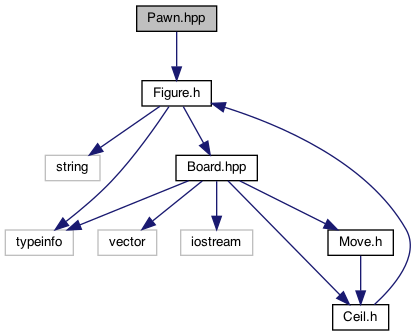 Pawn.hpp
Figure.h
string
Board.hpp
typeinfo
vector
iostream
Move.h
Ceil.h